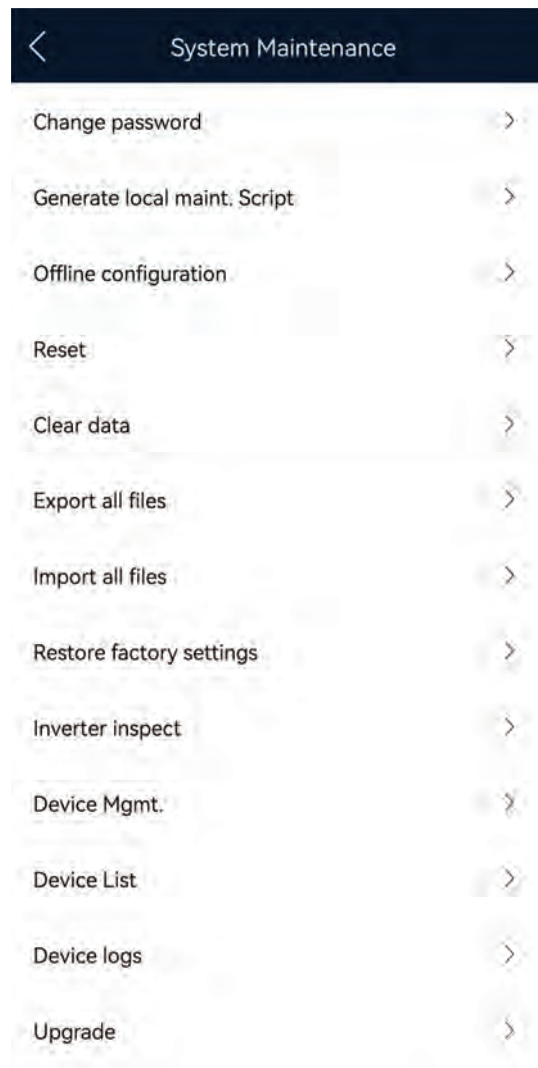 System Maintenance
Change password
Generate local maint. Script
Offline configuration
Reset
Clear data
Export all files
Import all files
Restore factory settings
Inverter inspect
Device Mgmt.
Device List
Device logs
Upgrade